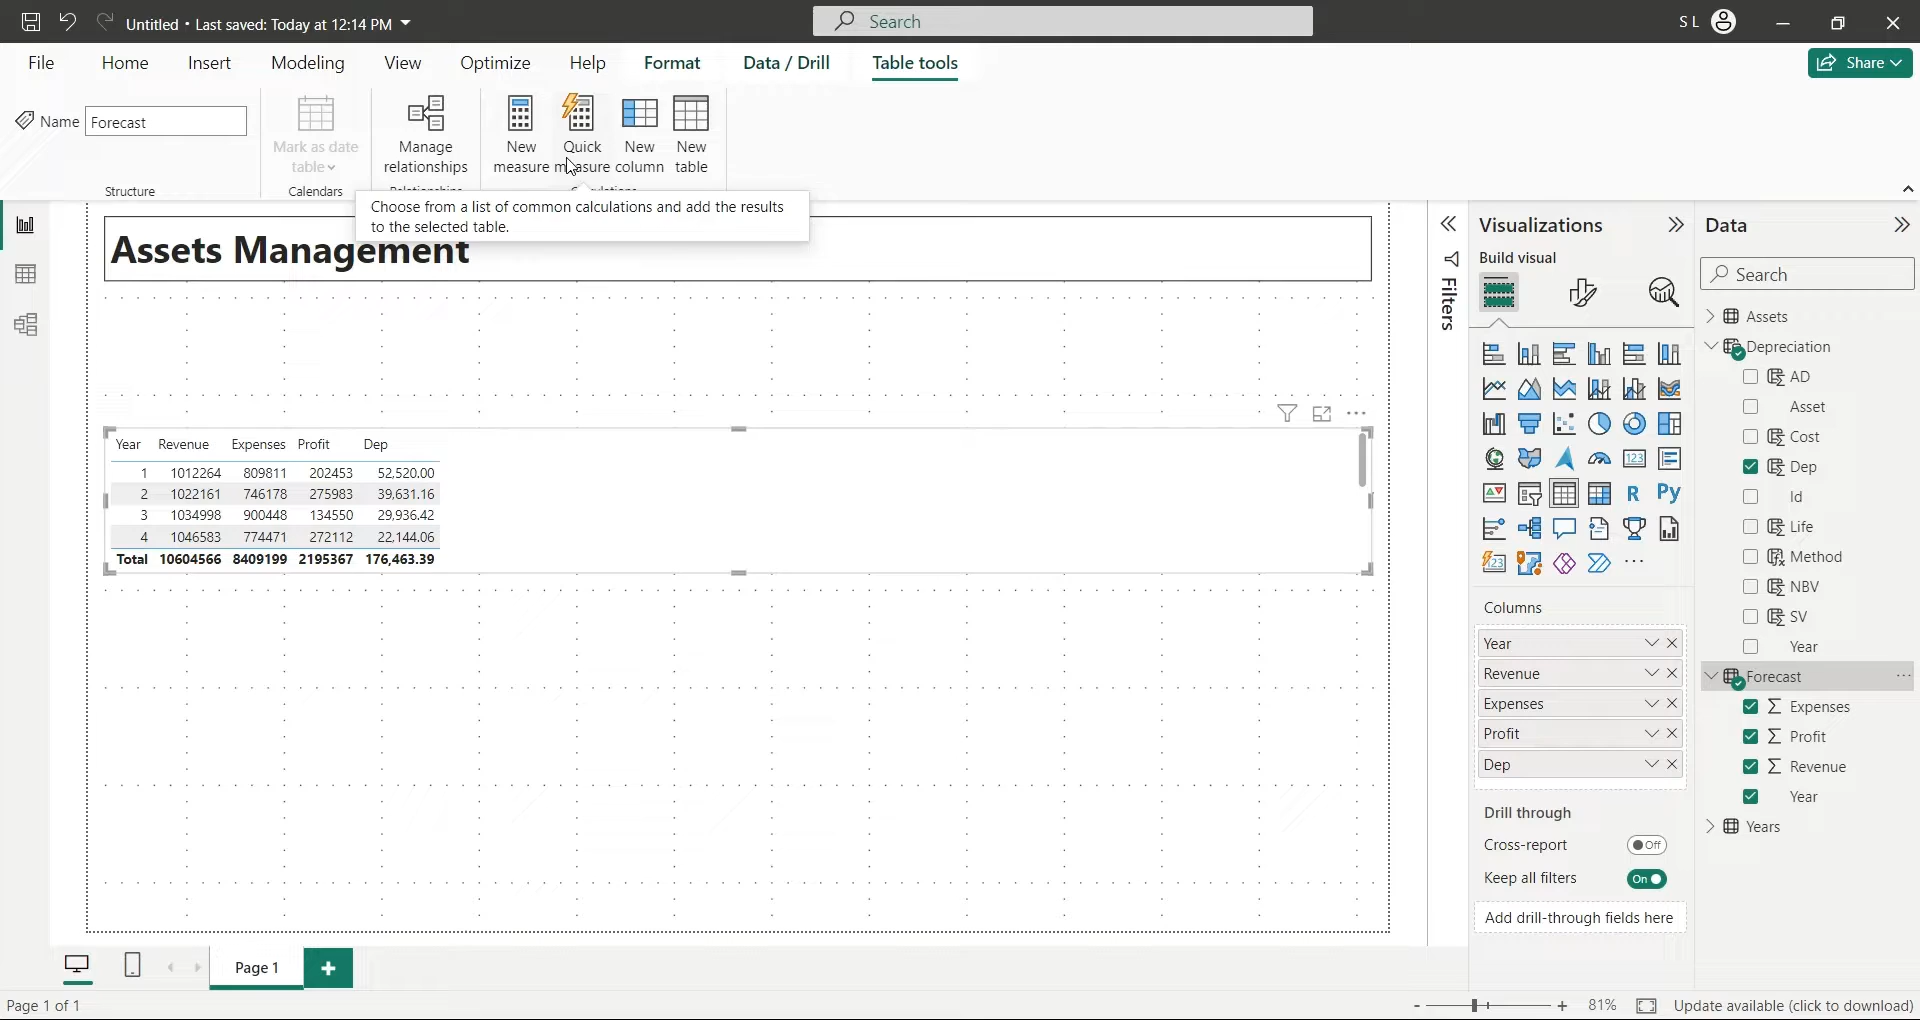 Untitled • Last saved: Today at 12:14 PM
Search
S L
File
Home
Insert
Modeling
View
Optimize
Help
Format
Data / Drill
Table tools
Share
Name
Forecast
Mark as date
table
Manage
relationships
New
measure
Quick
measure
New
column
New
table
Structure
Calendars
Choose from a list of common calculations and add the results
to the selected table.
Assets Management
Year Revenue Expenses Profit Dep
1 1012264 809811 202453 52,520.00
2 1022161 746178 275983 39,631.16
3 1034998 900448 134550 29,936.42
4 1046583 774471 272112 22,144.06
Total 10604566 8409199 2195367 176,463.39
Filters
Visualizations
Build visual
123
R
Py
123
Columns
Year
Revenue
Expenses
Profit
Dep
Drill through
Cross-report
Off
Keep all filters
On
Add drill-through fields here
Data
Search
Assets
Depreciation
AD
Asset
Cost
Dep
Id
Life
Method
NBV
SV
Year
Forecast
Expenses
Profit
Revenue
Year
Years
Page 1
Page 1 of 1
- + 81%
Update available (click to download)